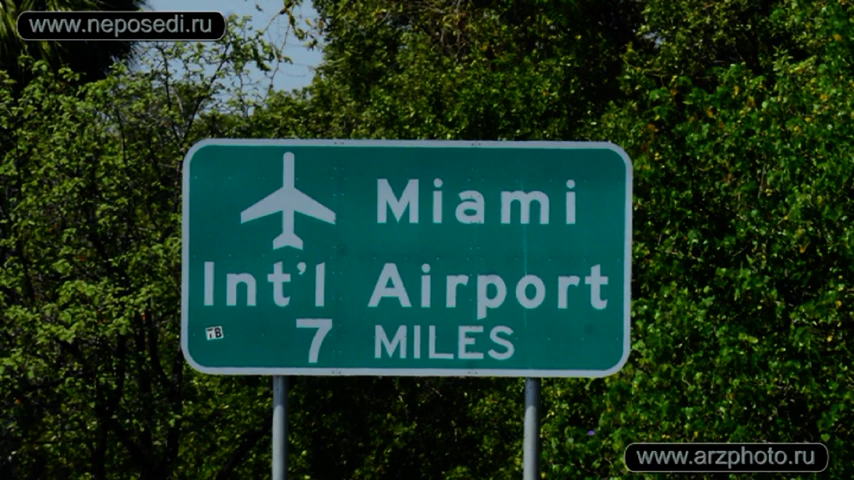 www.neposedi.ru
Miami
Int'l Airport
7 MILES
TB
www.arzphoto.ru